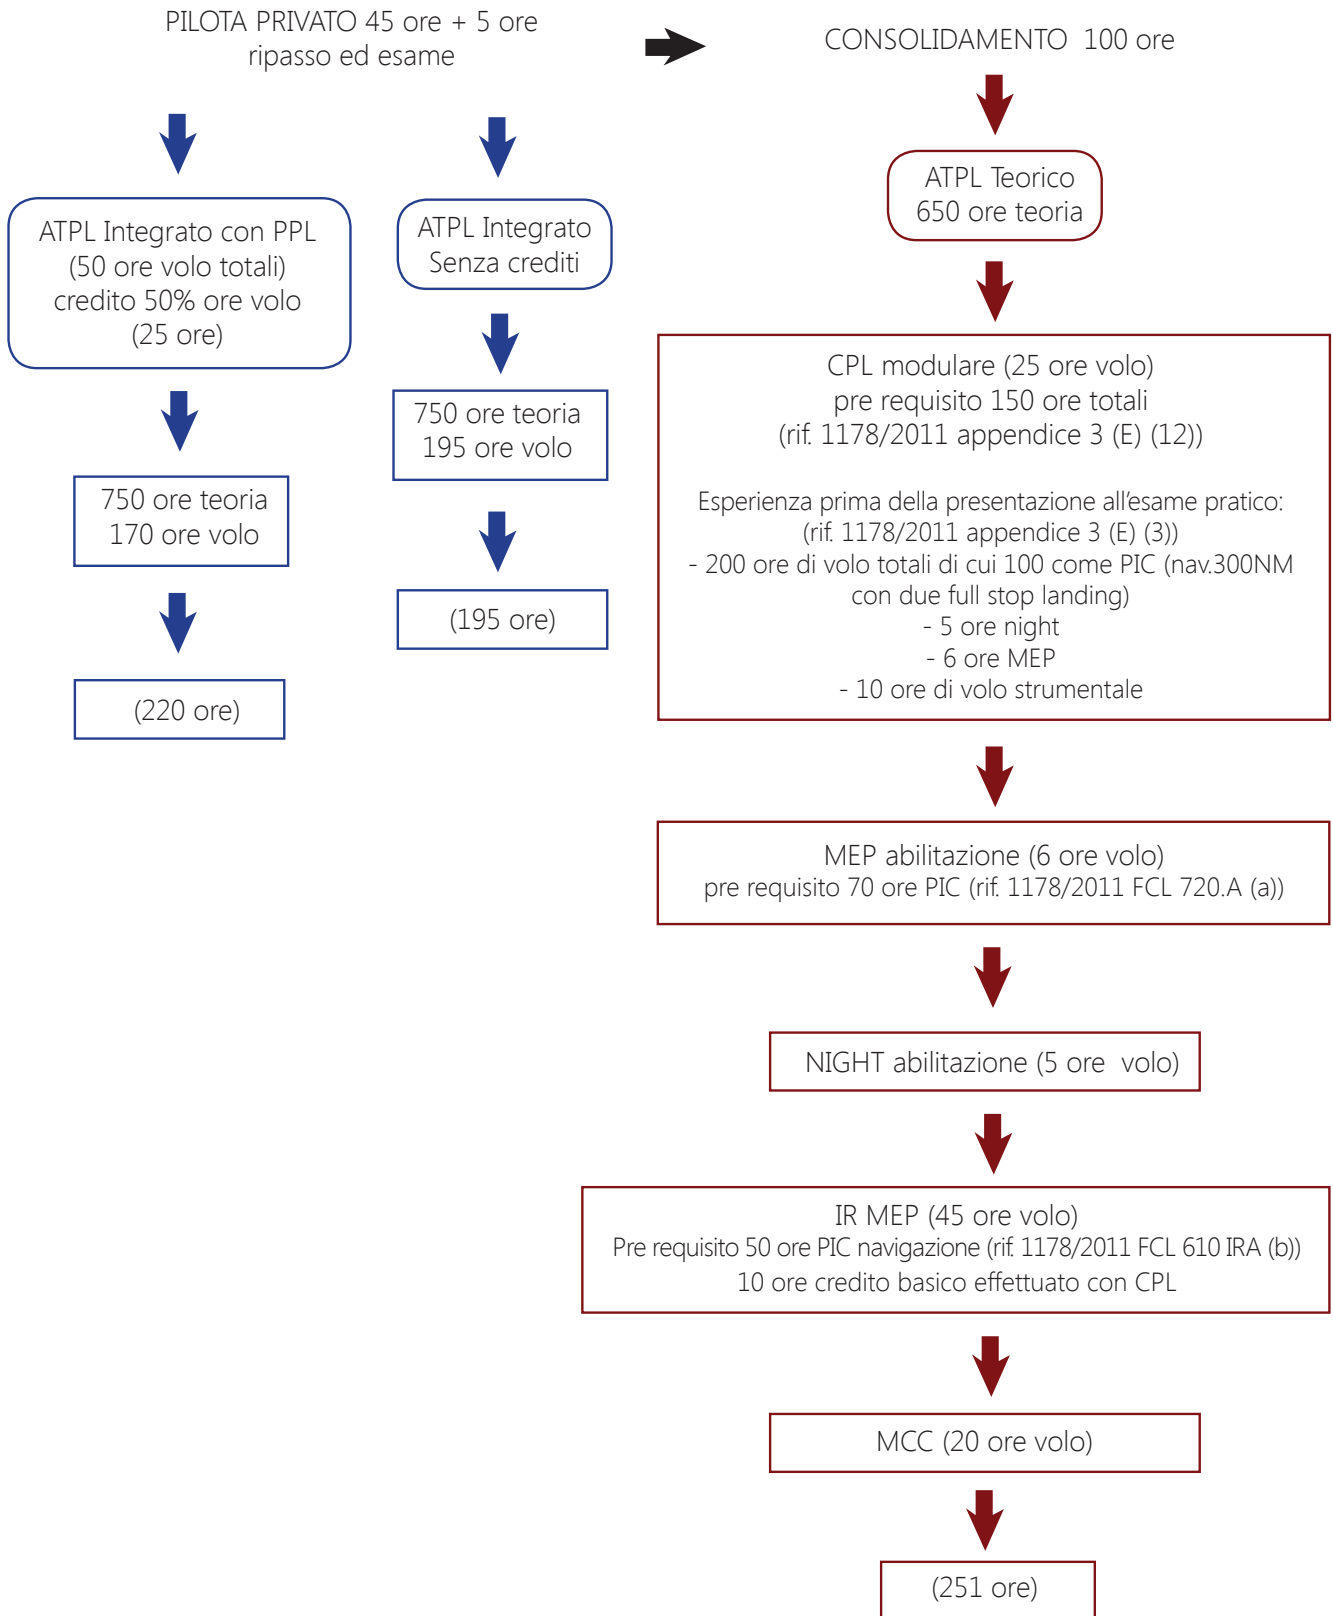 PILOTA PRIVATO 45 ore + 5 ore
ripasso ed esame
CONSOLIDAMENTO 100 ore
ATPL Integrato con PPL
(50 ore volo totali)
credito 50% ore volo
(25 ore)
750 ore teoria
170 ore volo
(220 ore)
ATPL Integrato
Senza crediti
750 ore teoria
195 ore volo
(195 ore)
ATPL Teorico
650 ore teoria
CPL modulare (25 ore volo)
pre requisito 150 ore totali
(rif. 1178/2011 appendice 3 (E) (12))
Esperienza prima della presentazione all'esame pratico:
(rif. 1178/2011 appendice 3 (E) (3))
- 200 ore di volo totali di cui 100 come PIC (nav.300NM
con due full stop landing)
- 5 ore night
- 6 ore MEP
- 10 ore di volo strumentale
MEP abilitazione (6 ore volo)
pre requisito 70 ore PIC (rif. 1178/2011 FCL 720.A (a))
NIGHT abilitazione (5 ore volo)
IR MEP (45 ore volo)
Pre requisito 50 ore PIC navigazione (rif. 1178/2011 FCL 610 IRA (b))
10 ore credito basico effettuato con CPL
MCC (20 ore volo)
(251 ore)